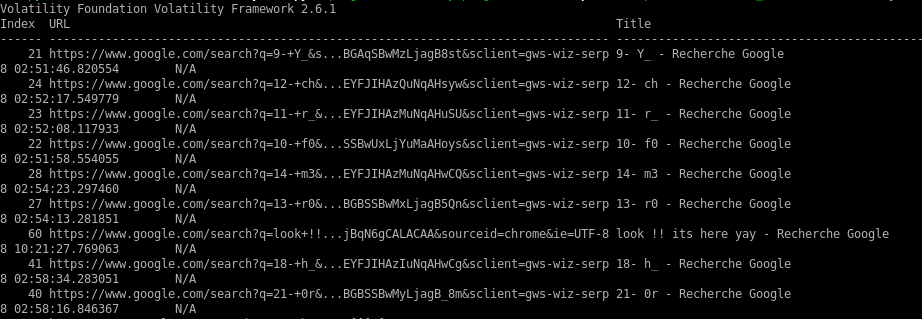 Volatility Foundation Volatility Framework 2.6.1
Index  URL                                                                              Title
------ -------------------------------------------------------------------------------- --------------------------------------------
    21 https://www.google.com/search?q=9-+Y_&s...BGAqSBwMzLjagB8st&sclient=gws-wiz-serp 9- Y_ - Recherche Google
8 02:51:46.820554        N/A
    24 https://www.google.com/search?q=12-+ch&...EYFJIHAzQuNqAHsyw&sclient=gws-wiz-serp 12- ch - Recherche Google
8 02:52:17.549779        N/A
    23 https://www.google.com/search?q=11-+r_&...EYFJIHAzMuNqAHuSU&sclient=gws-wiz-serp 11- r_ - Recherche Google
8 02:52:08.117933        N/A
    22 https://www.google.com/search?q=10-+f0&...SSBwUxLjYuMaAHoys&sclient=gws-wiz-serp 10- f0 - Recherche Google
8 02:51:58.554055        N/A
    28 https://www.google.com/search?q=14-+m3&...EYFJIHAzMuNqAHwCQ&sclient=gws-wiz-serp 14- m3 - Recherche Google
8 02:54:23.297460        N/A
    27 https://www.google.com/search?q=13-+r0&...BGBSSBwMxLjagB5Qn&sclient=gws-wiz-serp 13- r0 - Recherche Google
8 02:54:13.281851        N/A
    60 https://www.google.com/search?q=look+!!...jBqN6gCALACAA&sourceid=chrome&ie=UTF-8 look !! its here yay - Recherche Google
8 10:21:27.769063        N/A
    41 https://www.google.com/search?q=18-+h_&...EYFJIHAzIuNqAHwCg&sclient=gws-wiz-serp 18- h_ - Recherche Google
8 02:58:34.283051        N/A
    40 https://www.google.com/search?q=21-+0r&...BGBSSBwMyLjagB_8m&sclient=gws-wiz-serp 21- 0r - Recherche Google
8 02:58:16.846367        N/A